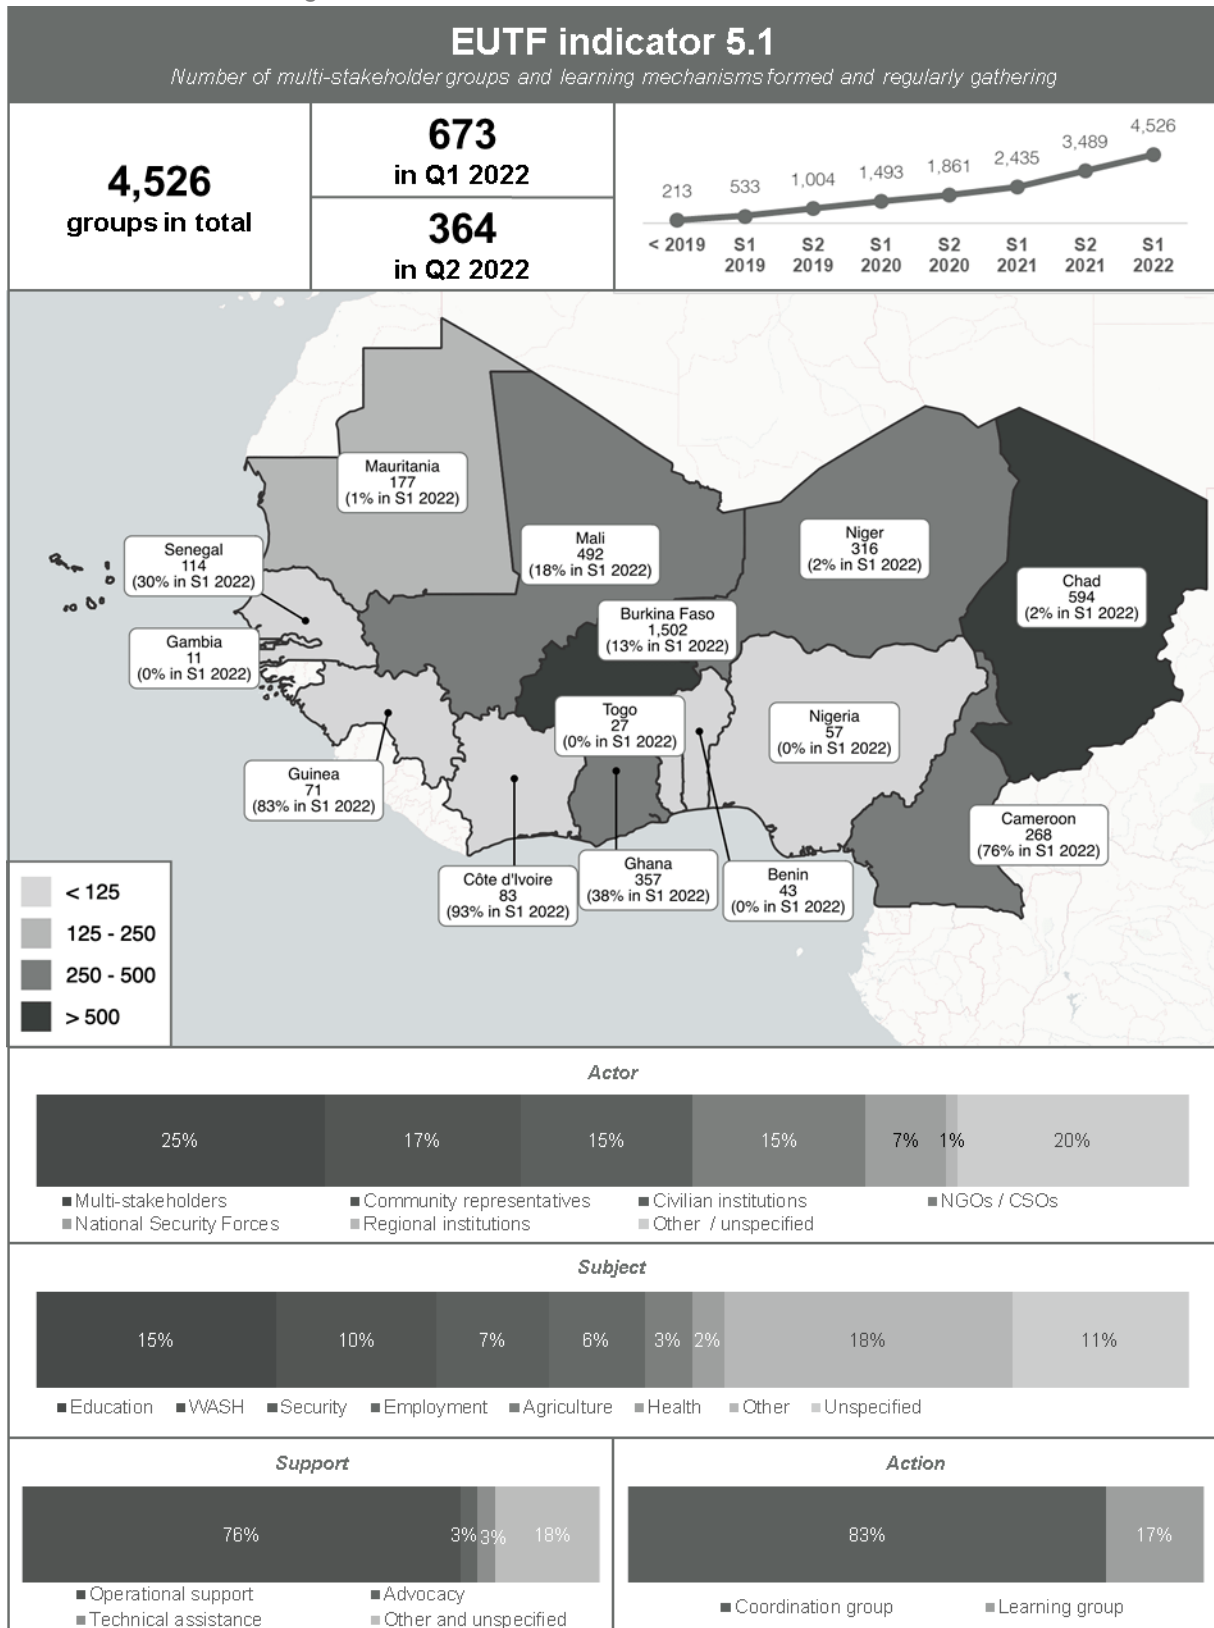 EUTF indicator 5.1
Number of multi-stakeholder groups and learning mechanisms formed and regularly gathering
4,526
groups in total
673
in Q1 2022
364
in Q2 2022
213
533
1,004
1,493
1,861
2,435
3,489
4,526
< 2019
S1
2019
S2
2019
S1
2020
S2
2020
S1
2021
S2
2021
S1
2022
Mauritania
177
(1% in S1 2022)
Senegal
114
(30% in S1 2022)
Mali
492
(18% in S1 2022)
Niger
316
(2% in S1 2022)
Chad
594
(2% in S1 2022)
Gambia
11
(0% in S1 2022)
Burkina Faso
1,502
(13% in S1 2022)
Togo
27
(0% in S1 2022)
Nigeria
57
(0% in S1 2022)
Guinea
71
(83% in S1 2022)
Cameroon
268
(76% in S1 2022)
Côte d'Ivoire
83
(93% in S1 2022)
Ghana
357
(38% in S1 2022)
Benin
43
(0% in S1 2022)
< 125
125 - 250
250 - 500
> 500
Actor
25% 17% 15% 15% 7% 1% 20%
Multi-stakeholders Community representatives Civilian institutions NGOs / CSOs
National Security Forces Regional institutions Other / unspecified
Subject
15% 10% 7% 6% 3% 2% 18% 11%
Education WASH Security Employment Agriculture Health Other Unspecified
Support
76% 3% 3% 18%
Operational support Advocacy
Technical assistance Other and unspecified
Action
83% 17%
Coordination group Learning group